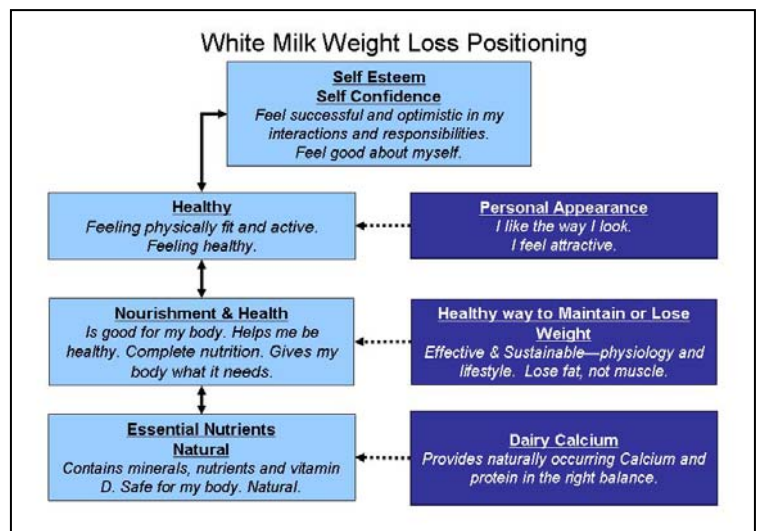 White Milk Weight Loss Positioning
Self Esteem
Self Confidence
Feel successful and optimistic in my
interactions and responsibilities.
Feel good about myself.
Healthy
Feeling physically fit and active.
Feeling healthy.
Personal Appearance
I like the way I look.
I feel attractive.
Nourishment & Health
Is good for my body. Helps me be
healthy. Complete nutrition. Gives my
body what it needs.
Healthy way to Maintain or Lose
Weight
Effective & Sustainable—physiology and
lifestyle. Lose fat, not muscle.
Essential Nutrients
Natural
Contains minerals, nutrients and vitamin
D. Safe for my body. Natural.
Dairy Calcium
Provides naturally occurring Calcium and
protein in the right balance.